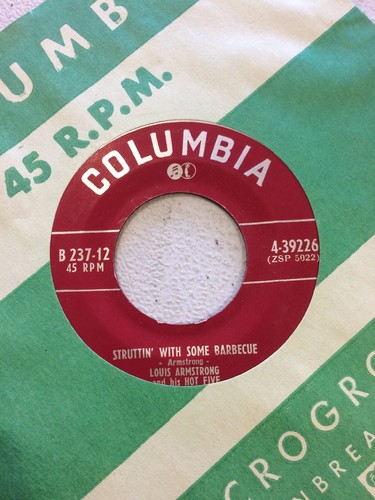 UMB
45 R.P.M.
COLUMBIA
B 237-12
45 RPM
4-39226
(ZSP 5022)
STRUTTIN' WITH SOME BARBECUE
- Armstrong -
LOUIS ARMSTRONG
and his HOT FIVE
CROGRO
NBREA